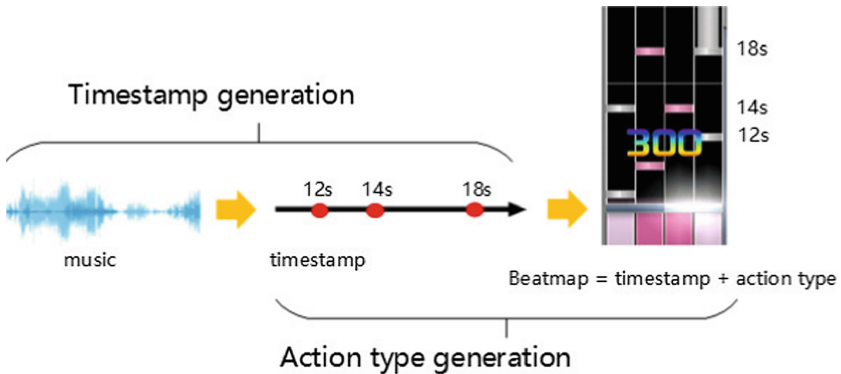 Timestamp generation
12s 14s 18s
music
timestamp
18s
14s
12s
300
Beatmap = timestamp + action type
Action type generation